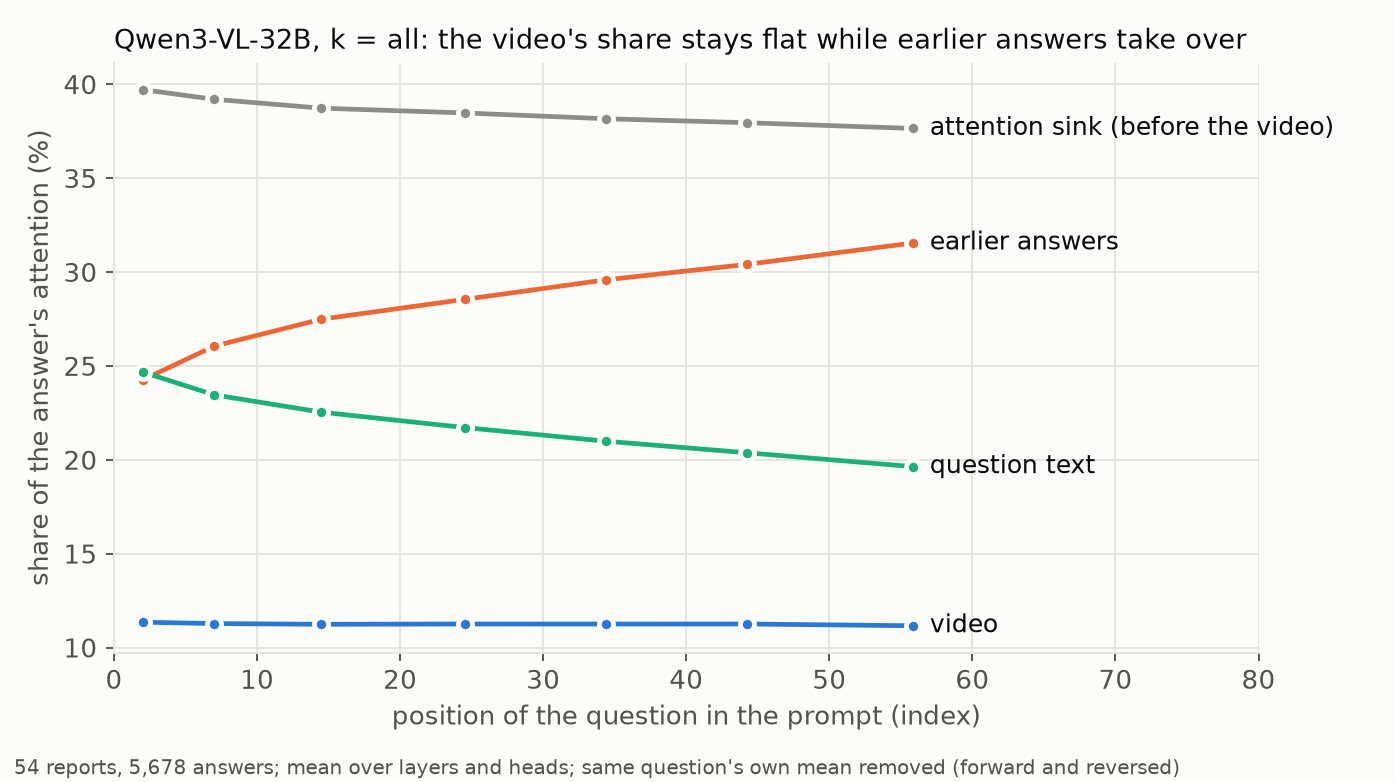 Qwen3-VL-32B, k = all: the video's share stays flat while earlier answers take over
share of the answer's attention (%)
40
35
30
25
20
15
10
attention sink (before the video)
earlier answers
question text
video
0 10 20 30 40 50 60 70 80
position of the question in the prompt (index)
54 reports, 5,678 answers; mean over layers and heads; same question's own mean removed (forward and reversed)